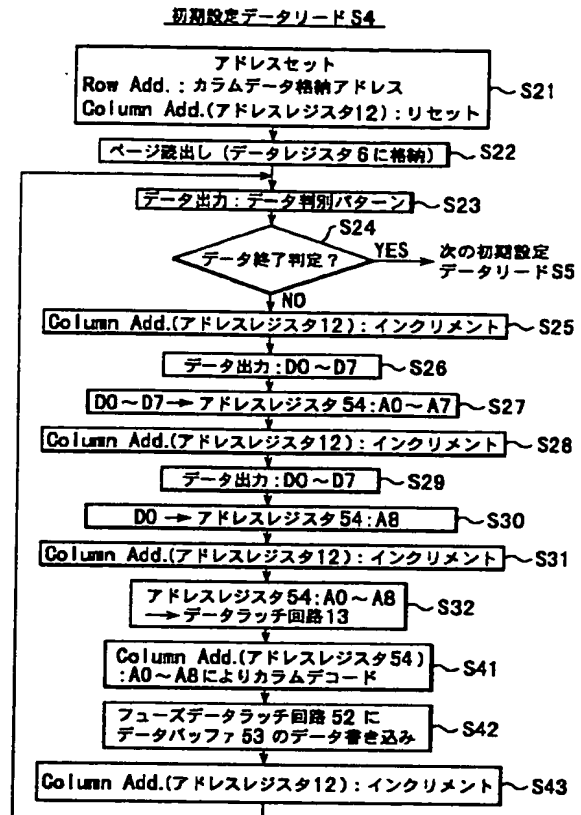 初期設定データリードS4
アドレスセット
Row Add.:カラムデータ格納アドレス
Column Add.(アドレスレジスタ12):リセット
S21
ページ読出し(データレジスタ6に格納)
S22
データ出力:データ判別パターン
S23
S24
データ終了判定?
YES
次の初期設定
データリードS5
NO
Column Add.(アドレスレジスタ12):インクリメント
S25
データ出力:D0~D7
S26
D0~D7→アドレスレジスタ54:A0~A7
S27
Column Add.(アドレスレジスタ12):インクリメント
S28
データ出力:D0~D7
S29
D0→アドレスレジスタ54:A8
S30
Column Add.(アドレスレジスタ12):インクリメント
S31
アドレスレジスタ54:A0~A8
→データラッチ回路13
S32
Column Add.(アドレスレジスタ54)
:A0~A8によりカラムデコード
S41
フューズデータラッチ回路52に
データバッファ53のデータ書き込み
S42
Column Add.(アドレスレジスタ12):インクリメント
S43